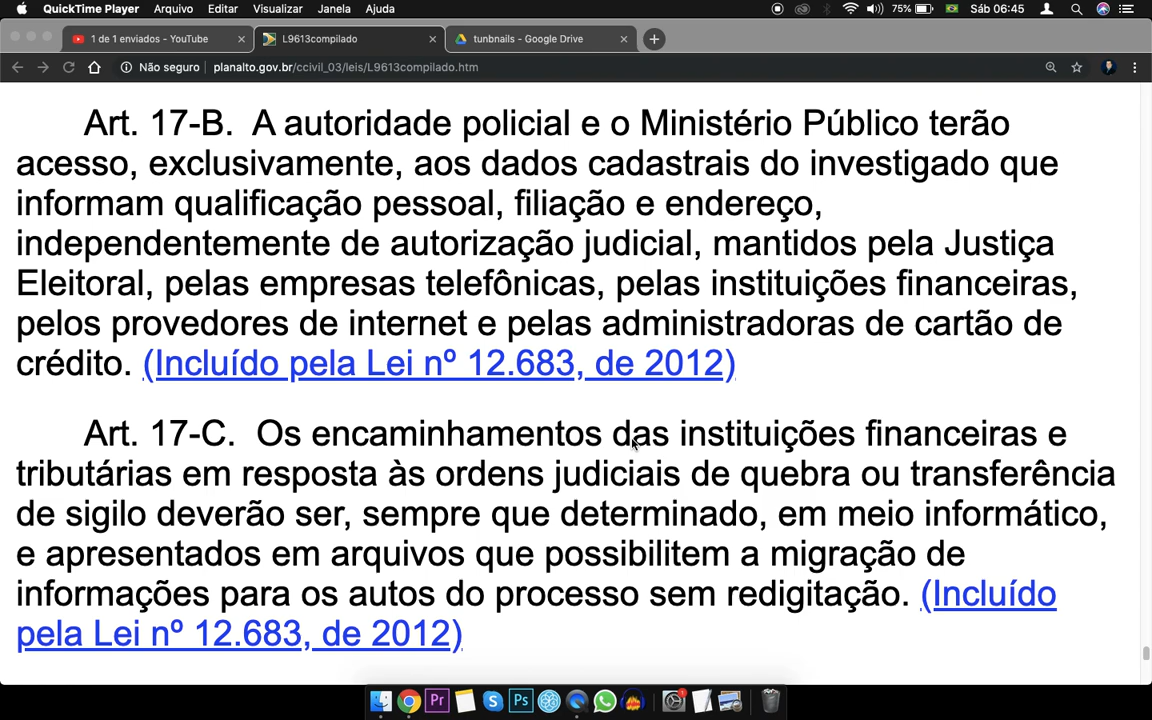 QuickTime Player Arquivo Editar Visualizar Janela Ajuda 75% Sáb 06:45
1 de 1 enviados - YouTube L9613compilado tunbnails - Google Drive
Não seguro planalto.gov.br/ccivil_03/leis/L9613compilado.htm
Art. 17-B. A autoridade policial e o Ministério Público terão
acesso, exclusivamente, aos dados cadastrais do investigado que
informam qualificação pessoal, filiação e endereço,
independentemente de autorização judicial, mantidos pela Justiça
Eleitoral, pelas empresas telefônicas, pelas instituições financeiras,
pelos provedores de internet e pelas administradoras de cartão de
crédito. (Incluído pela Lei nº 12.683, de 2012)
Art. 17-C. Os encaminhamentos das instituições financeiras e
tributárias em resposta às ordens judiciais de quebra ou transferência
de sigilo deverão ser, sempre que determinado, em meio informático,
e apresentados em arquivos que possibilitem a migração de
informações para os autos do processo sem redigitação. (Incluído
pela Lei nº 12.683, de 2012)
Pr S Ps 1